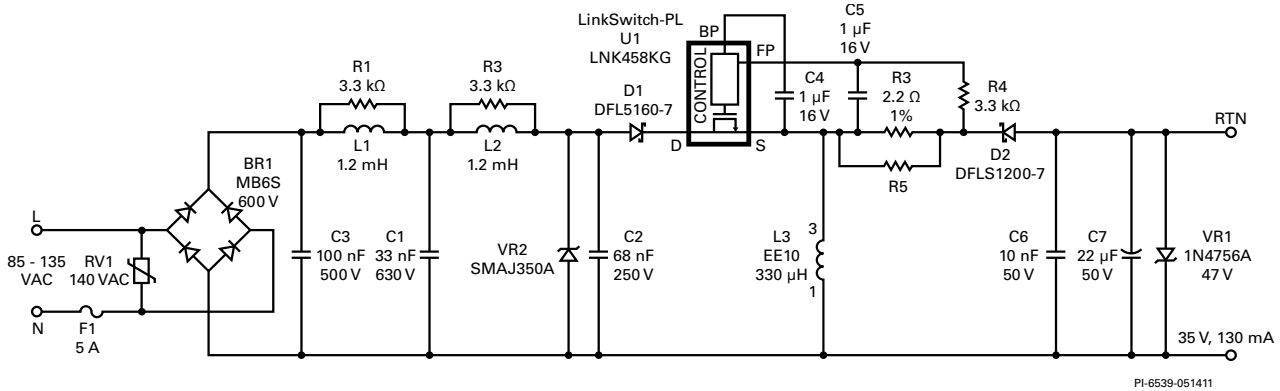 LinkSwitch-PL
U1
LNK458KG
BP
FP
CONTROL
D
S
C5
1 µF
16 V
R1
3.3 kΩ
R3
3.3 kΩ
D1
DFL5160-7
C4
1 µF
16 V
R3
2.2 Ω
1%
R4
3.3 kΩ
RTN
L1
1.2 mH
L2
1.2 mH
R5
D2
DFLS1200-7
BR1
MB6S
600 V
L
85 - 135
VAC
N
RV1
140 VAC
F1
5 A
C3
100 nF
500 V
C1
33 nF
630 V
VR2
SMAJ350A
C2
68 nF
250 V
3
L3
EE10
330 µH
1
C6
10 nF
50 V
C7
22 µF
50 V
VR1
1N4756A
47 V
35 V, 130 mA
PI-6539-051411